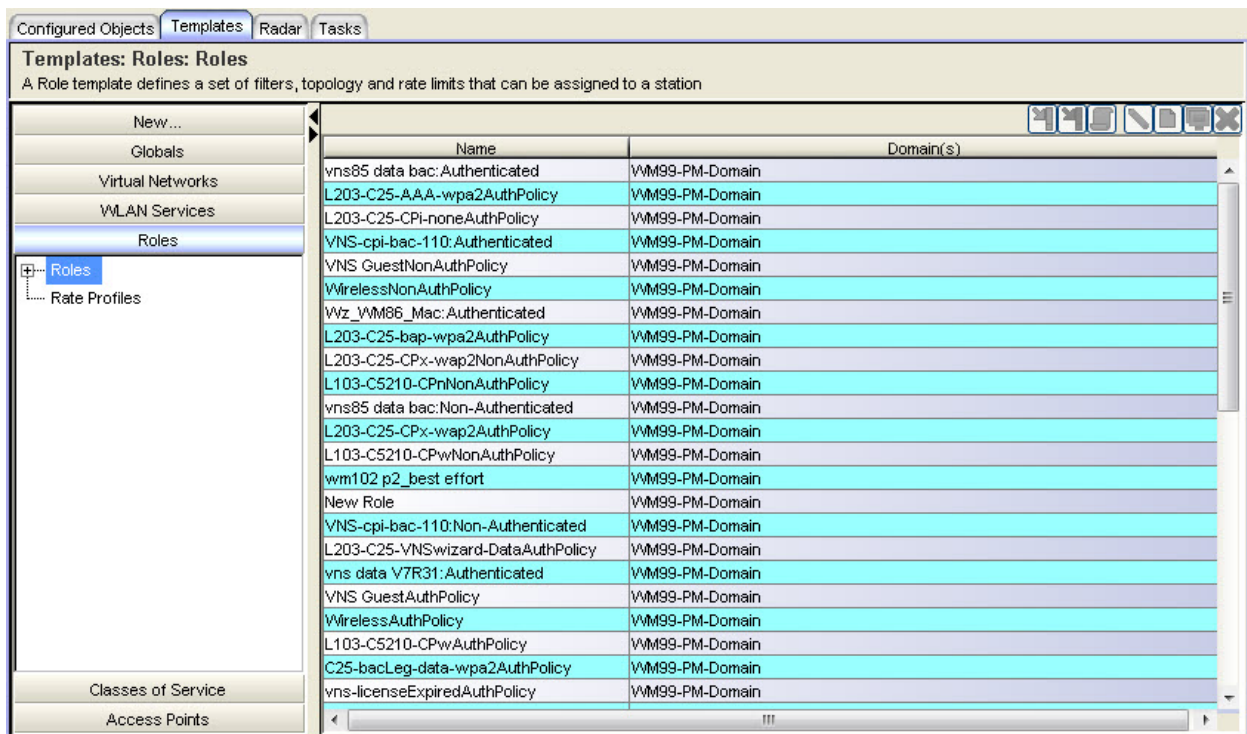 Configured Objects Templates Radar Tasks
Templates: Roles: Roles
A Role template defines a set of filters, topology and rate limits that can be assigned to a station
New...
Globals
Virtual Networks
WLAN Services
Roles
Roles
Rate Profiles
Classes of Service
Access Points
Name Domain(s)
vns85 data bac:Authenticated WM99-PM-Domain
L203-C25-AAA-wpa2AuthPolicy WM99-PM-Domain
L203-C25-CPi-noneAuthPolicy WM99-PM-Domain
VNS-cpi-bac-110:Authenticated WM99-PM-Domain
VNS GuestNonAuthPolicy WM99-PM-Domain
WirelessNonAuthPolicy WM99-PM-Domain
Wz_WM86_Mac:Authenticated WM99-PM-Domain
L203-C25-bap-wpa2AuthPolicy WM99-PM-Domain
L203-C25-CPx-wap2NonAuthPolicy WM99-PM-Domain
L103-C5210-CPnNonAuthPolicy WM99-PM-Domain
vns85 data bac:Non-Authenticated WM99-PM-Domain
L203-C25-CPx-wap2AuthPolicy WM99-PM-Domain
L103-C5210-CPwNonAuthPolicy WM99-PM-Domain
wm102 p2_best effort WM99-PM-Domain
New Role WM99-PM-Domain
VNS-cpi-bac-110:Non-Authenticated WM99-PM-Domain
L203-C25-VNSwizard-DataAuthPolicy WM99-PM-Domain
vns data V7R31:Authenticated WM99-PM-Domain
VNS GuestAuthPolicy WM99-PM-Domain
WirelessAuthPolicy WM99-PM-Domain
L103-C5210-CPwAuthPolicy WM99-PM-Domain
C25-bacLeg-data-wpa2AuthPolicy WM99-PM-Domain
vns-licenseExpiredAuthPolicy WM99-PM-Domain